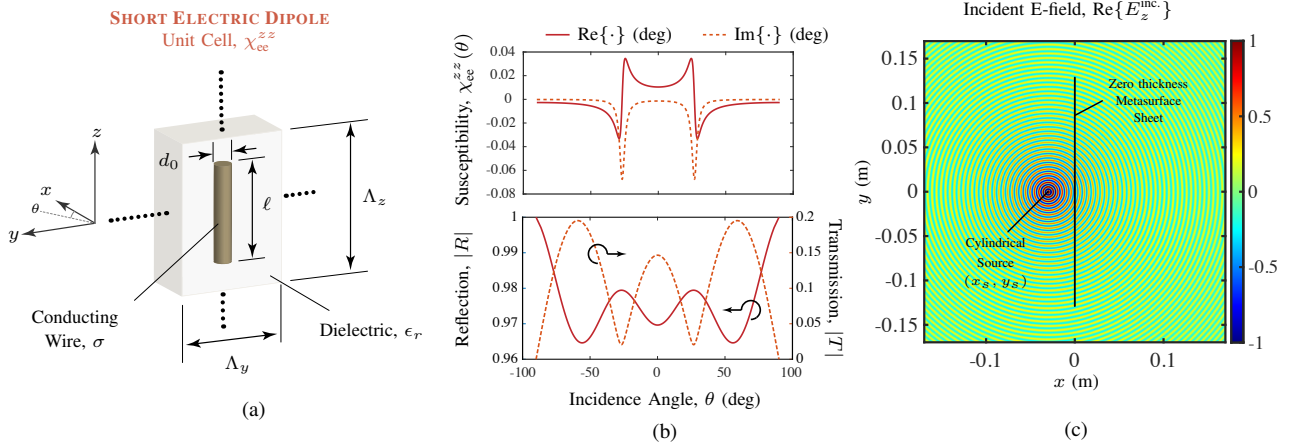 SHORT ELECTRIC DIPOLE
Unit Cell, χ_ee^zz
z
x
θ
y
d₀
ℓ
Λ_z
Conducting
Wire, σ
Λ_y
Dielectric, ϵ_r
(a)
Re{·} (deg) Im{·} (deg)
Susceptibility, χ_ee^zz(θ)
0.04
0.02
0
-0.02
-0.04
-0.06
-0.08
Reflection, |R|
1
0.99
0.98
0.97
0.96
0.2
0.15
0.1
0.05
0
Transmission, |T|
-100 -50 0 50 100
Incidence Angle, θ (deg)
(b)
Incident E-field, Re{E_z^inc.}
y (m)
0.15
0.1
0.05
0
-0.05
-0.1
-0.15
Zero thickness
Metasurface
Sheet
Cylindrical
Source
(x_s, y_s)
1
0.5
0
-0.5
-1
-0.1 0 0.1
x (m)
(c)